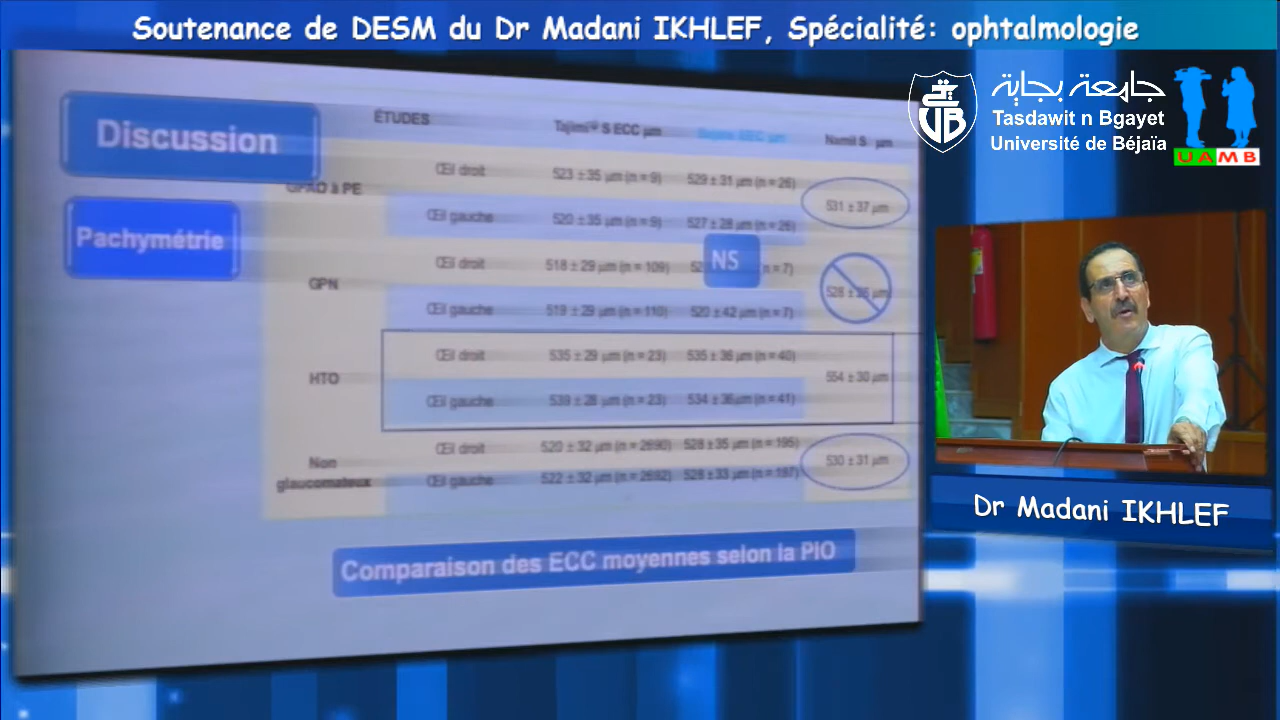 Soutenance de DESM du Dr Madani IKHLEF, Spécialité: ophtalmologie
جامعة بجاية
Tasdawit n Bgayet
Université de Béjaïa
UAMB
Discussion
Pachymétrie
ÉTUDES Tajimi S ECC µm Namil S µm
GPAO à PE
Œil droit 523 ± 35 µm (n = 9) 529 ± 31 µm (n = 26)
531 ± 37 µm
Œil gauche 520 ± 35 µm (n = 9) 527 ± 28 µm (n = 26)
GPN
Œil droit 518 ± 29 µm (n = 109) NS n = 7)
528 ± µm
Œil gauche 519 ± 29 µm (n = 110) 520 ± 42 µm (n = 7)
HTO
Œil droit 535 ± 29 µm (n = 23) 535 ± 36 µm (n = 40)
554 ± 30 µm
Œil gauche 539 ± 28 µm (n = 23) 534 ± 36µm (n = 41)
Non glaucomateux
Œil droit 520 ± 32 µm (n = 2690) 528 ± 35 µm (n = 195)
530 ± 31 µm
Œil gauche 522 ± 32 µm (n = 2692) 528 ± 33 µm (n = 197)
Comparaison des ECC moyennes selon la PIO
Dr Madani IKHLEF